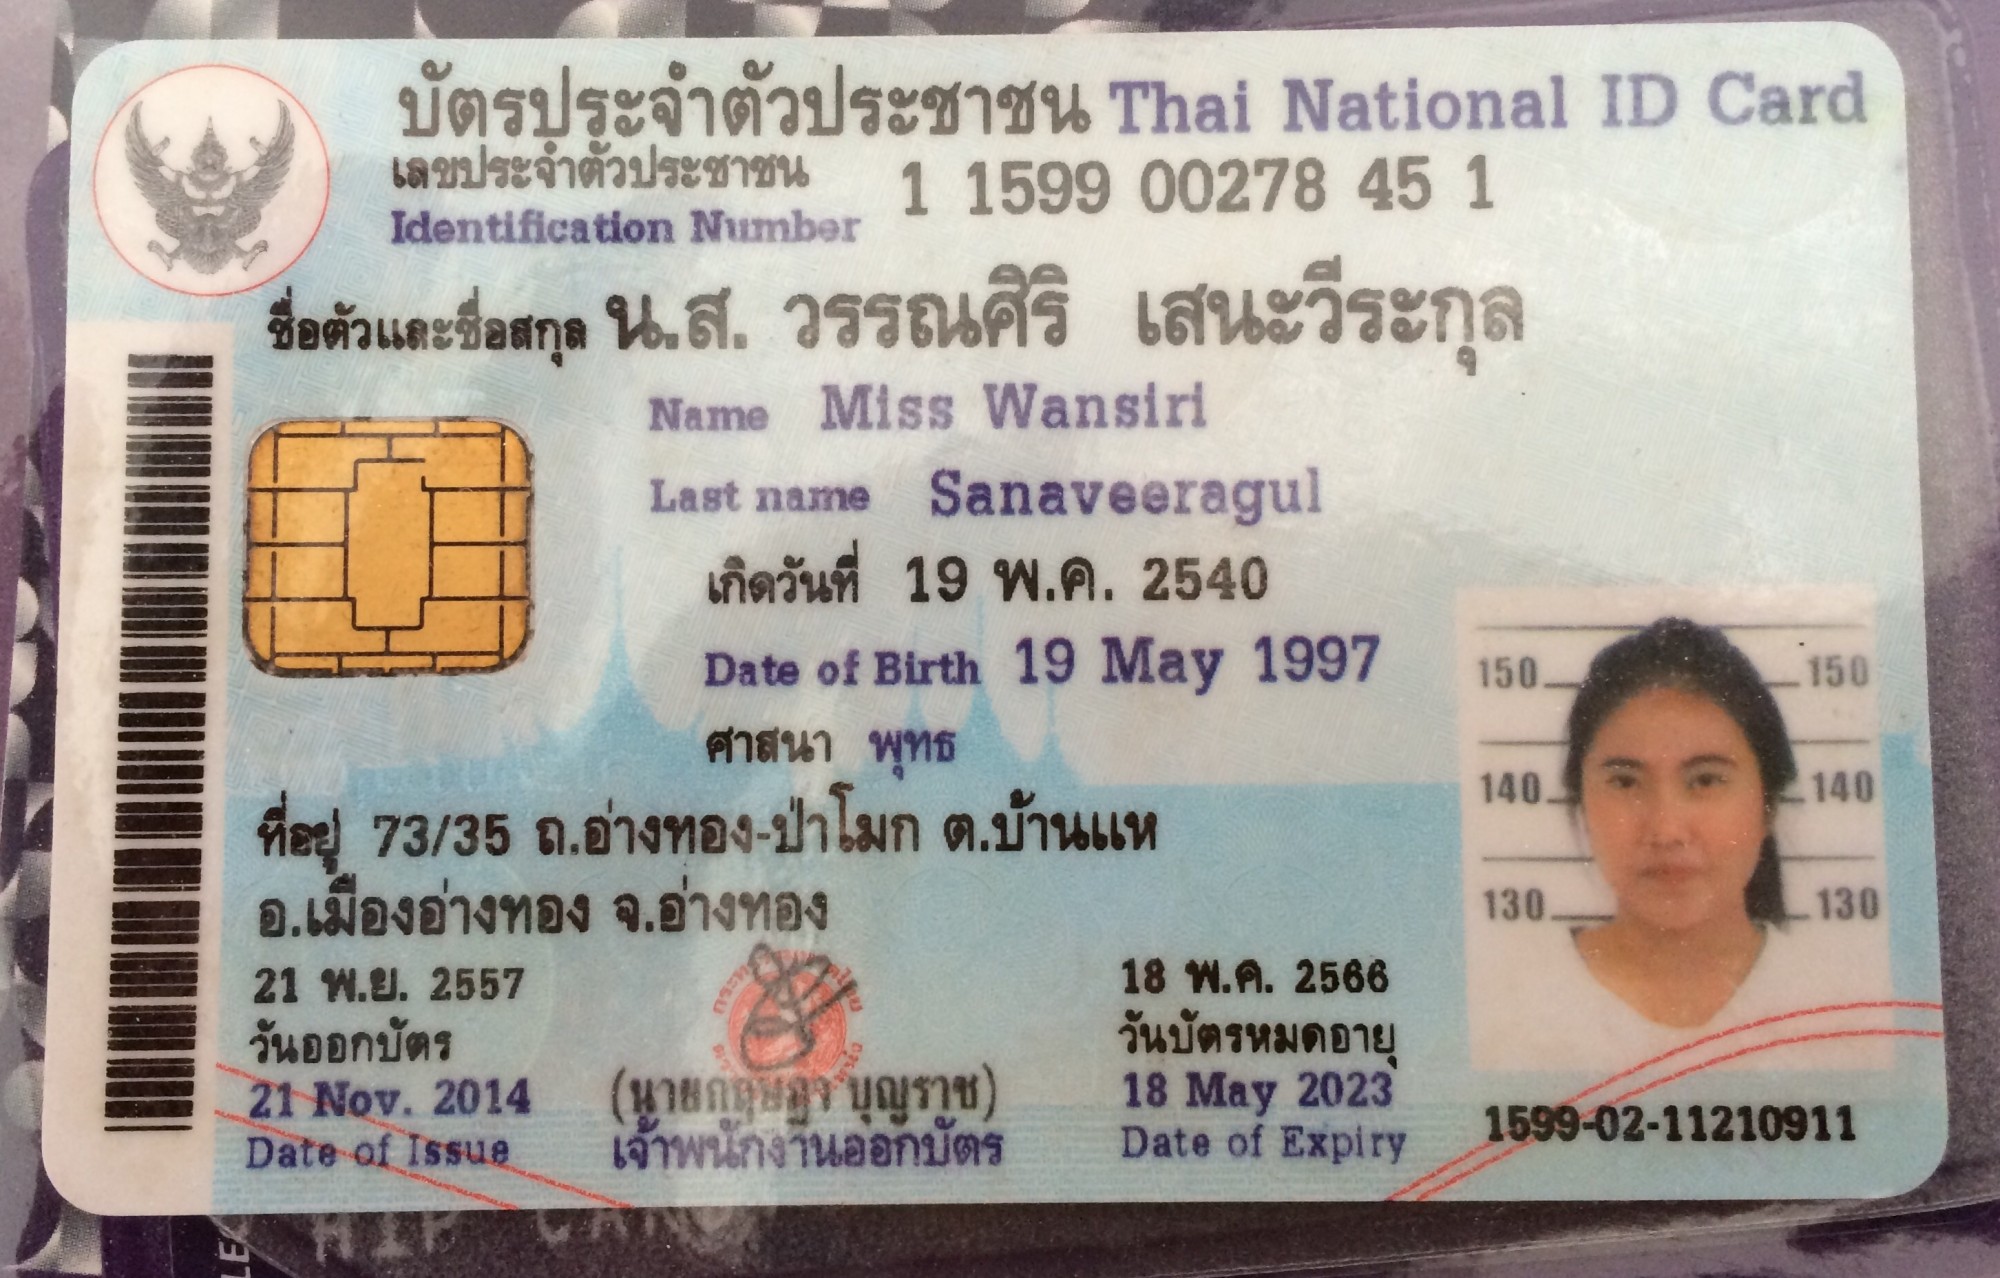 บัตรประจำตัวประชาชน Thai National ID Card
เลขประจำตัวประชาชน 1 1599 00278 45 1
Identification Number
ชื่อตัวและชื่อสกุล น.ส. วรรณศิริ เสนะวีระกุล
Name Miss Wansiri
Last name Sanaveeragul
เกิดวันที่ 19 พ.ค. 2540
Date of Birth 19 May 1997
ศาสนา พุทธ
ที่อยู่ 73/35 ถ.อ่างทอง-ป่าโมก ต.บ้านแห
อ.เมืองอ่างทอง จ.อ่างทอง
150 150
140 140
130 130
21 พ.ย. 2557
วันออกบัตร
21 Nov. 2014
Date of Issue
(นายกฤษฎา บุญราช)
เจ้าพนักงานออกบัตร
18 พ.ค. 2566
วันบัตรหมดอายุ
18 May 2023
Date of Expiry
1599-02-11210911